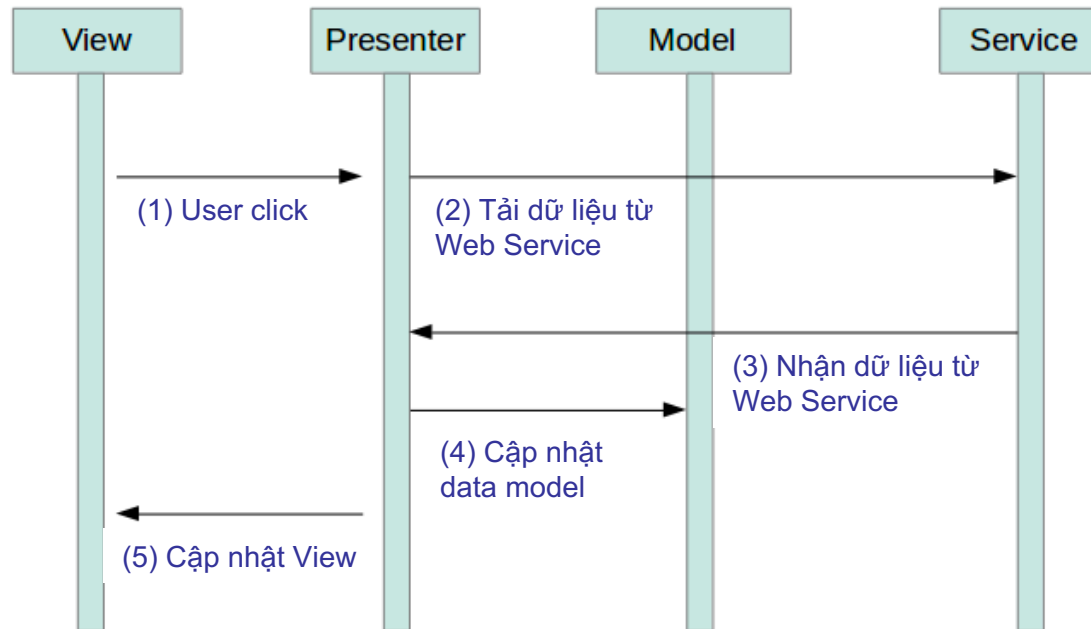 View
Presenter
Model
Service
(1) User click
(2) Tải dữ liệu từ
Web Service
(3) Nhận dữ liệu từ
Web Service
(4) Cập nhật
data model
(5) Cập nhật View